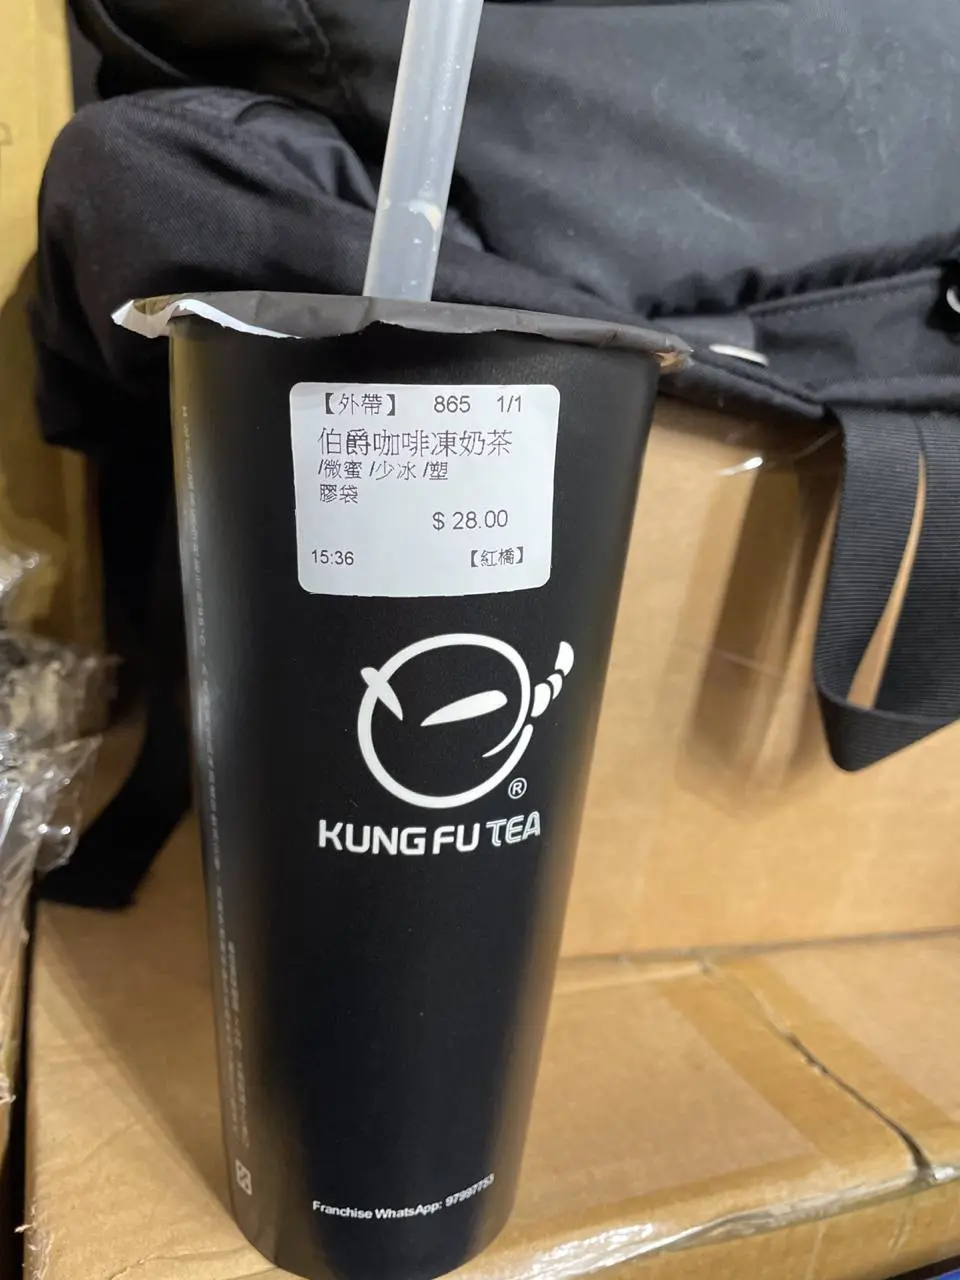 【外帶】 865 1/1
伯爵咖啡凍奶茶
/微蜜 /少冰 /塑
膠袋
$ 28.00
15:36 【紅橋】
®
KUNG FU TEA
Franchise WhatsApp: 97997753